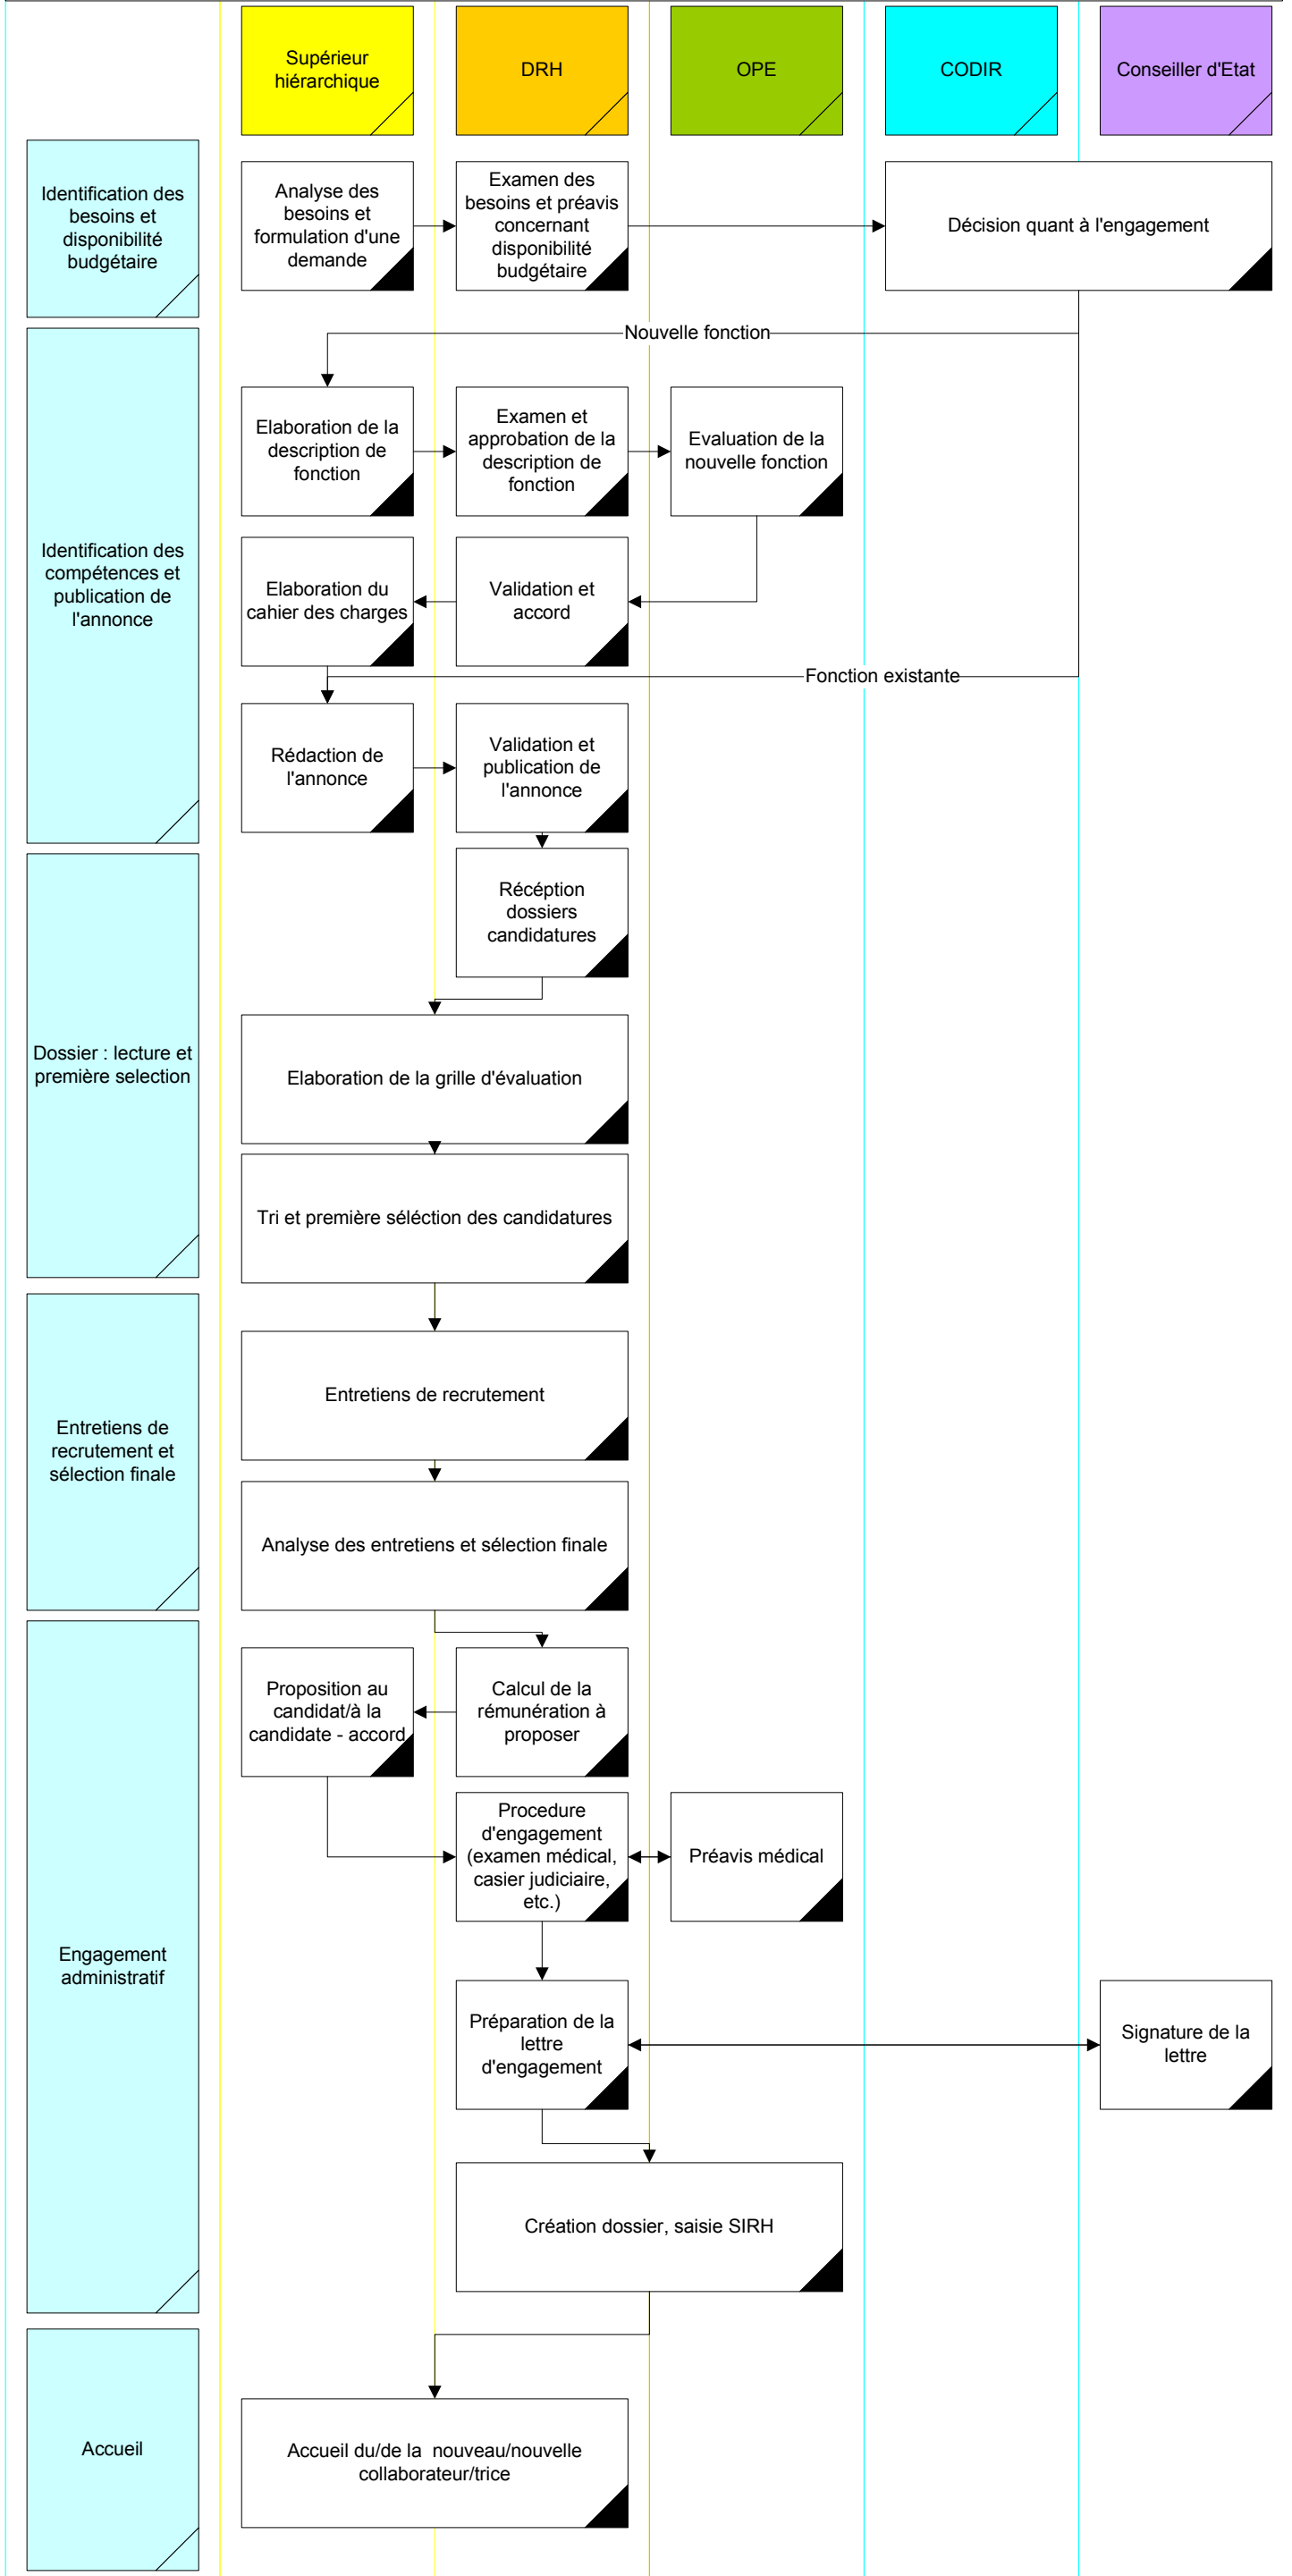 Supérieur
hiérarchique
DRH
OPE
CODIR
Conseiller d'Etat
Identification des
besoins et
disponibilité
budgétaire
Analyse des
besoins et
formulation d'une
demande
Examen des
besoins et préavis
concernant
disponibilité
budgétaire
Décision quant à l'engagement
Nouvelle fonction
Identification des
compétences et
publication de
l'annonce
Elaboration de la
description de
fonction
Examen et
approbation de la
description de
fonction
Evaluation de la
nouvelle fonction
Elaboration du
cahier des charges
Validation et
accord
Fonction existante
Rédaction de
l'annonce
Validation et
publication de
l'annonce
Dossier : lecture et
première selection
Récéption
dossiers
candidatures
Elaboration de la grille d'évaluation
Tri et première séléction des candidatures
Entretiens de
recrutement et
sélection finale
Entretiens de recrutement
Analyse des entretiens et sélection finale
Engagement
administratif
Proposition au
candidat/à la
candidate - accord
Calcul de la
rémunération à
proposer
Procedure
d'engagement
(examen médical,
casier judiciaire,
etc.)
Préavis médical
Préparation de la
lettre
d'engagement
Signature de la
lettre
Création dossier, saisie SIRH
Accueil
Accueil du/de la  nouveau/nouvelle
collaborateur/trice